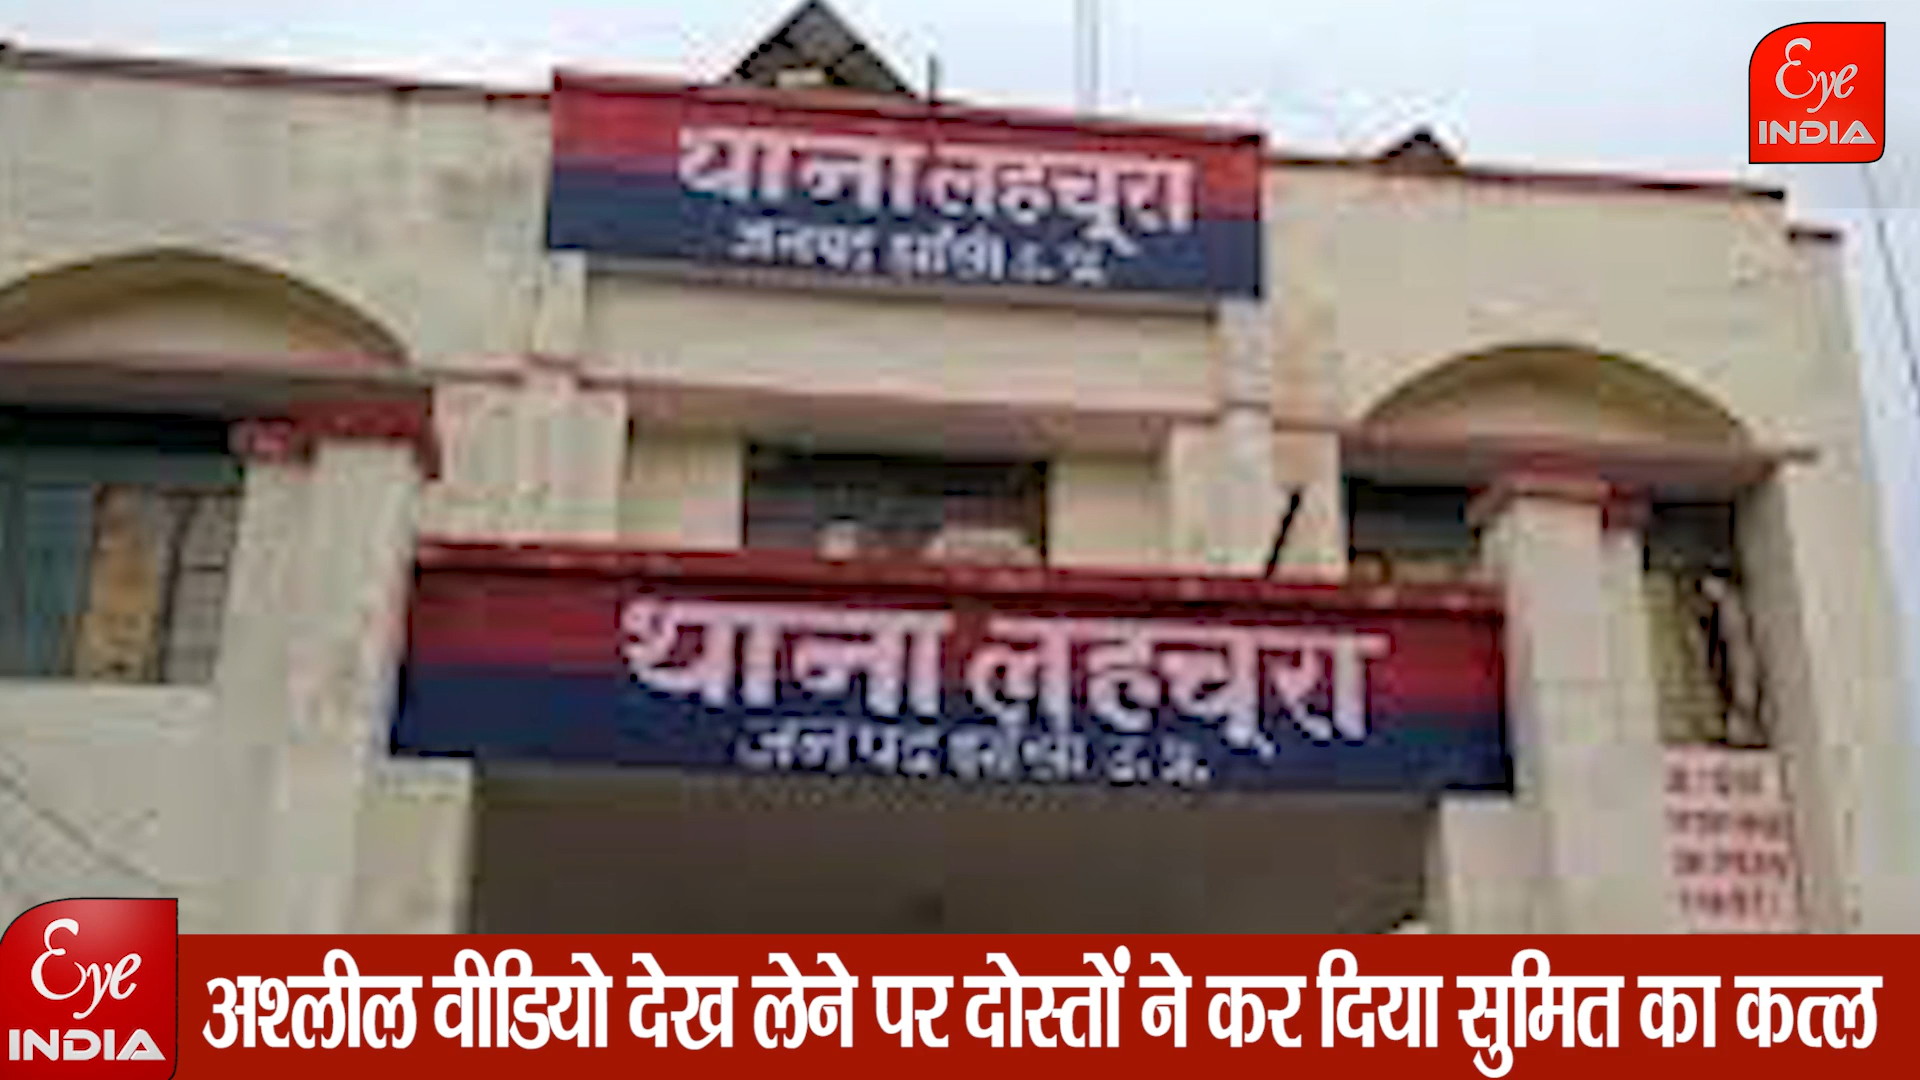 Eye
INDIA
थाना लहचूरा
जनपद झाँसी उ. प्र.
थाना लहचूरा
जनपद झाँसी उ. प्र.
Eye
INDIA
अश्लील वीडियो देख लेने पर दोस्तों ने कर दिया सुमित का कत्ल